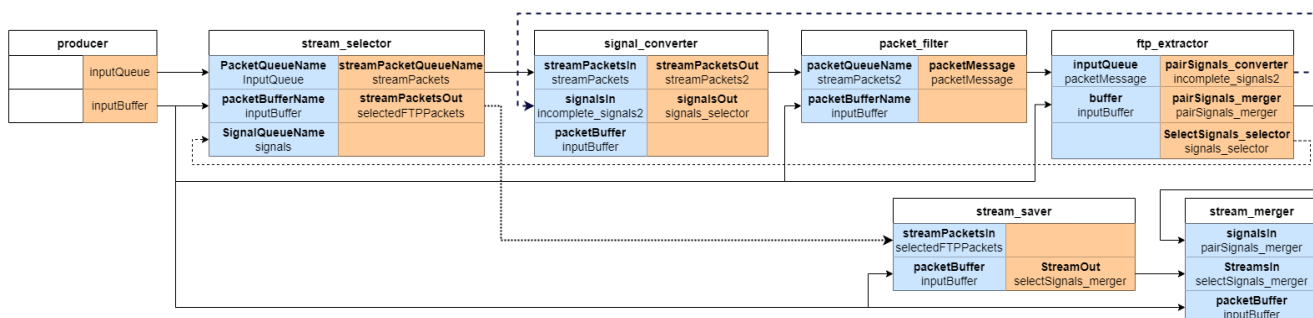 producer
inputQueue
inputBuffer
stream_selector
PacketQueueName
InputQueue
streamPacketQueueName
streamPackets
packetBufferName
inputBuffer
streamPacketsOut
selectedFTPPackets
SignalQueueName
signals
signal_converter
streamPacketsIn
streamPackets
streamPacketsOut
streamPackets2
signalsIn
incomplete_signals2
signalsOut
signals_selector
packetBuffer
inputBuffer
packet_filter
packetQueueName
streamPackets2
packetMessage
packetMessage
packetBufferName
inputBuffer
ftp_extractor
inputQueue
packetMessage
pairSignals_converter
incomplete_signals2
buffer
inputBuffer
pairSignals_merger
pairSignals_merger
SelectSignals_selector
signals_selector
stream_saver
streamPacketsIn
selectedFTPPackets
packetBuffer
inputBuffer
StreamOut
selectSignals_merger
stream_merger
signalsIn
pairSignals_merger
StreamsIn
selectSignals_merger
packetBuffer
inputBuffer